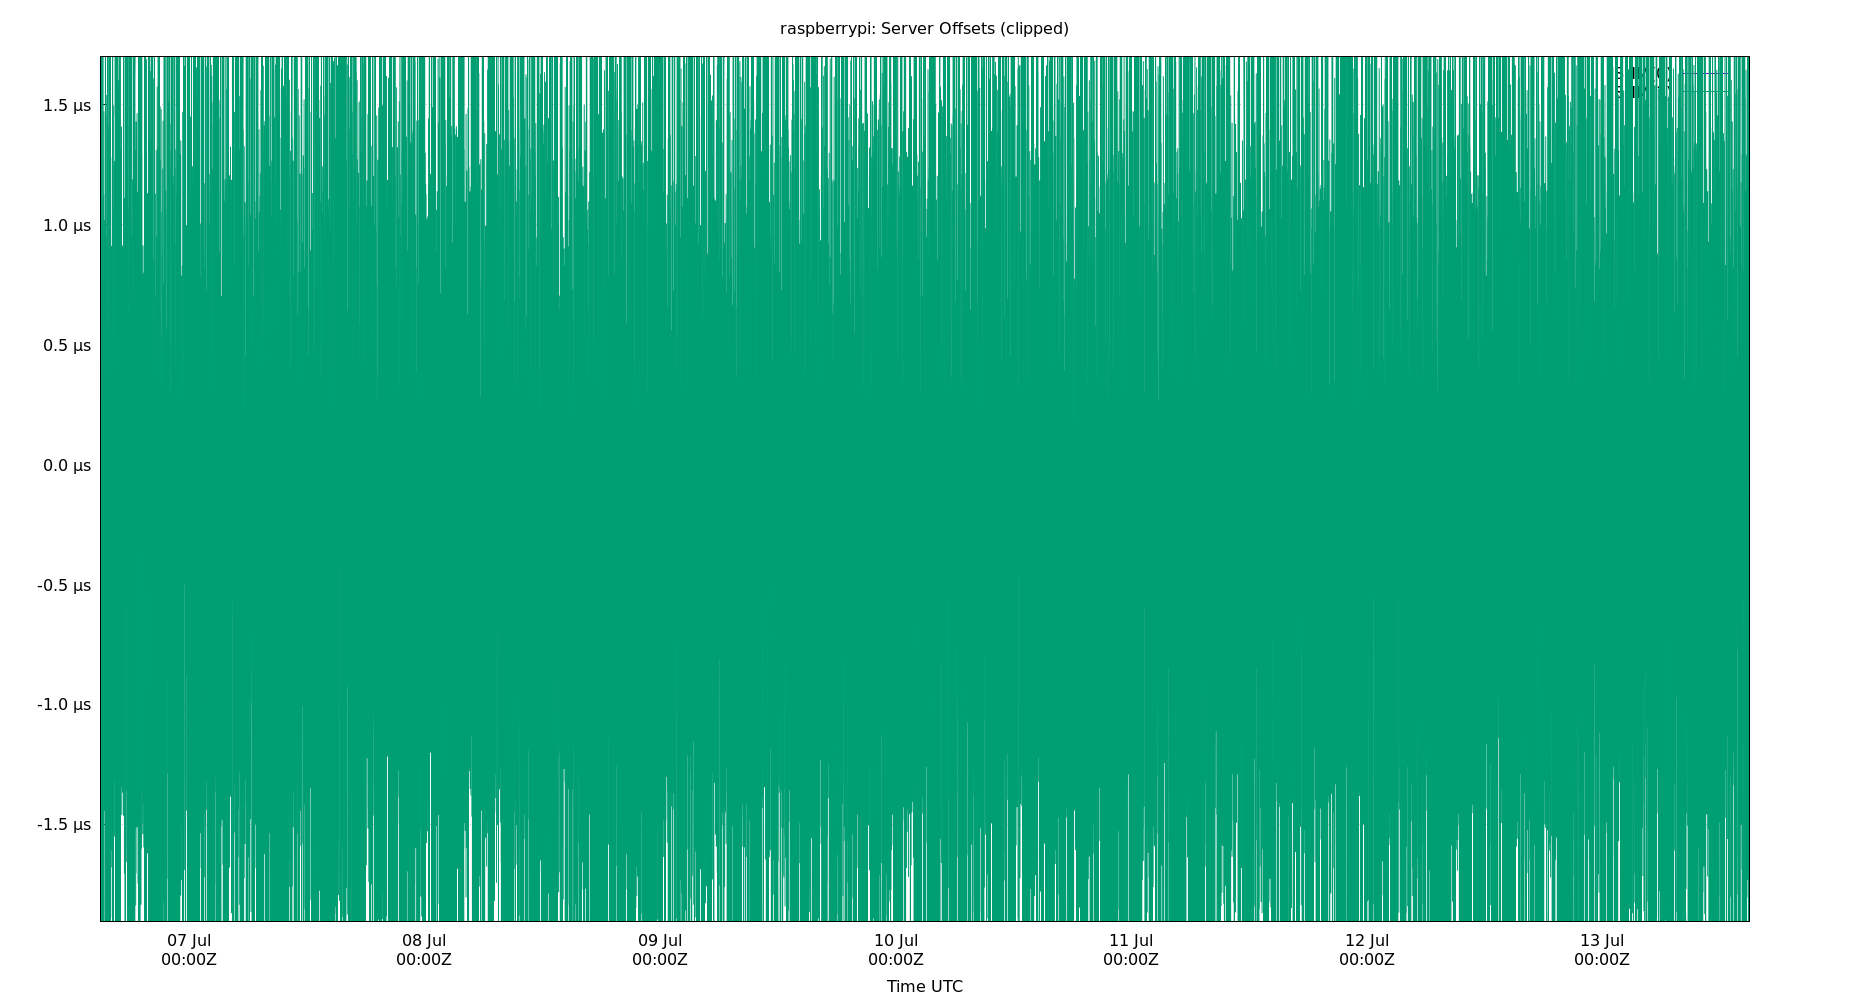 raspberrypi: Server Offsets (clipped)
1.5 µs
1.0 µs
0.5 µs
0.0 µs
-0.5 µs
-1.0 µs
-1.5 µs
07 Jul
00:00Z
08 Jul
00:00Z
09 Jul
00:00Z
10 Jul
00:00Z
11 Jul
00:00Z
12 Jul
00:00Z
13 Jul
00:00Z
Time UTC